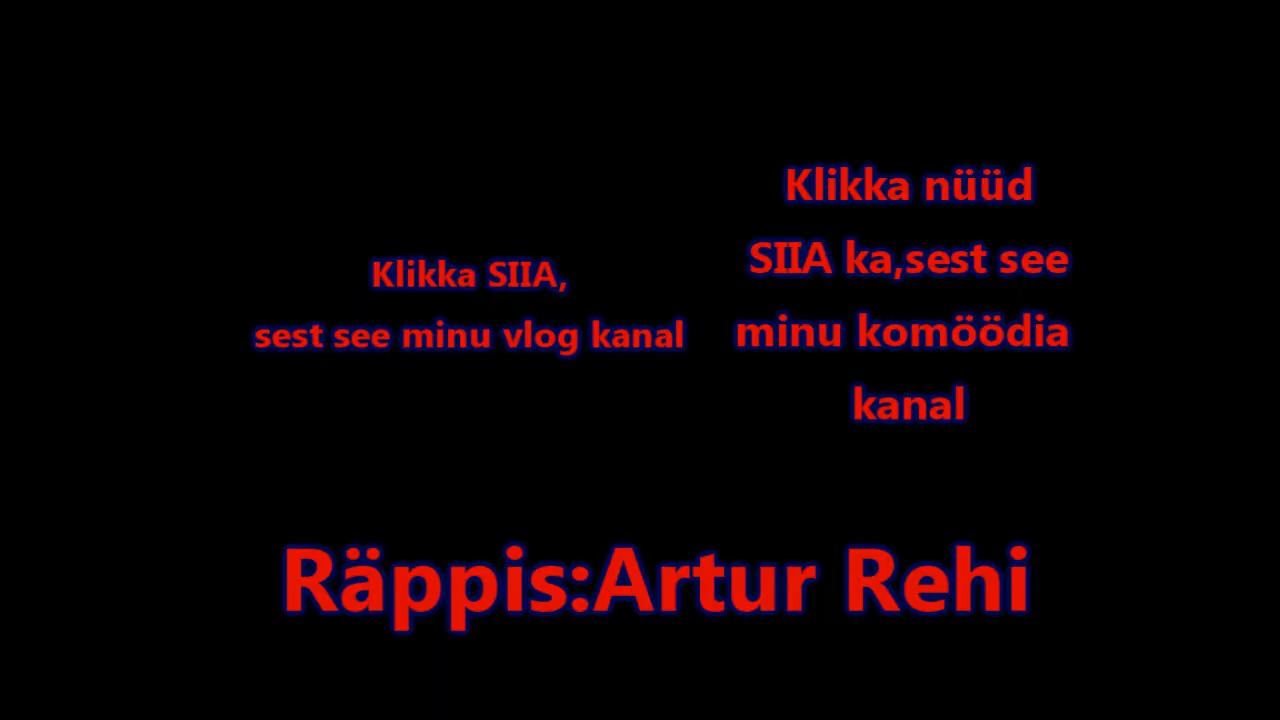 Klikka SIIA,
sest see minu vlog kanal
Klikka nüüd
SIIA ka,sest see
minu komöödia
kanal
Räppis:Artur Rehi